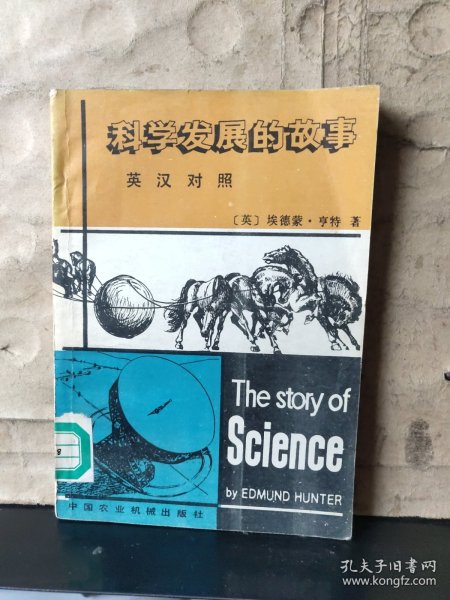 科学发展的故事
英汉对照
〔英〕埃德蒙·亨特 著
The story of
Science
by EDMUND HUNTER
8
中国农业机械出版社
孔夫子旧书网
www.kongfz.com